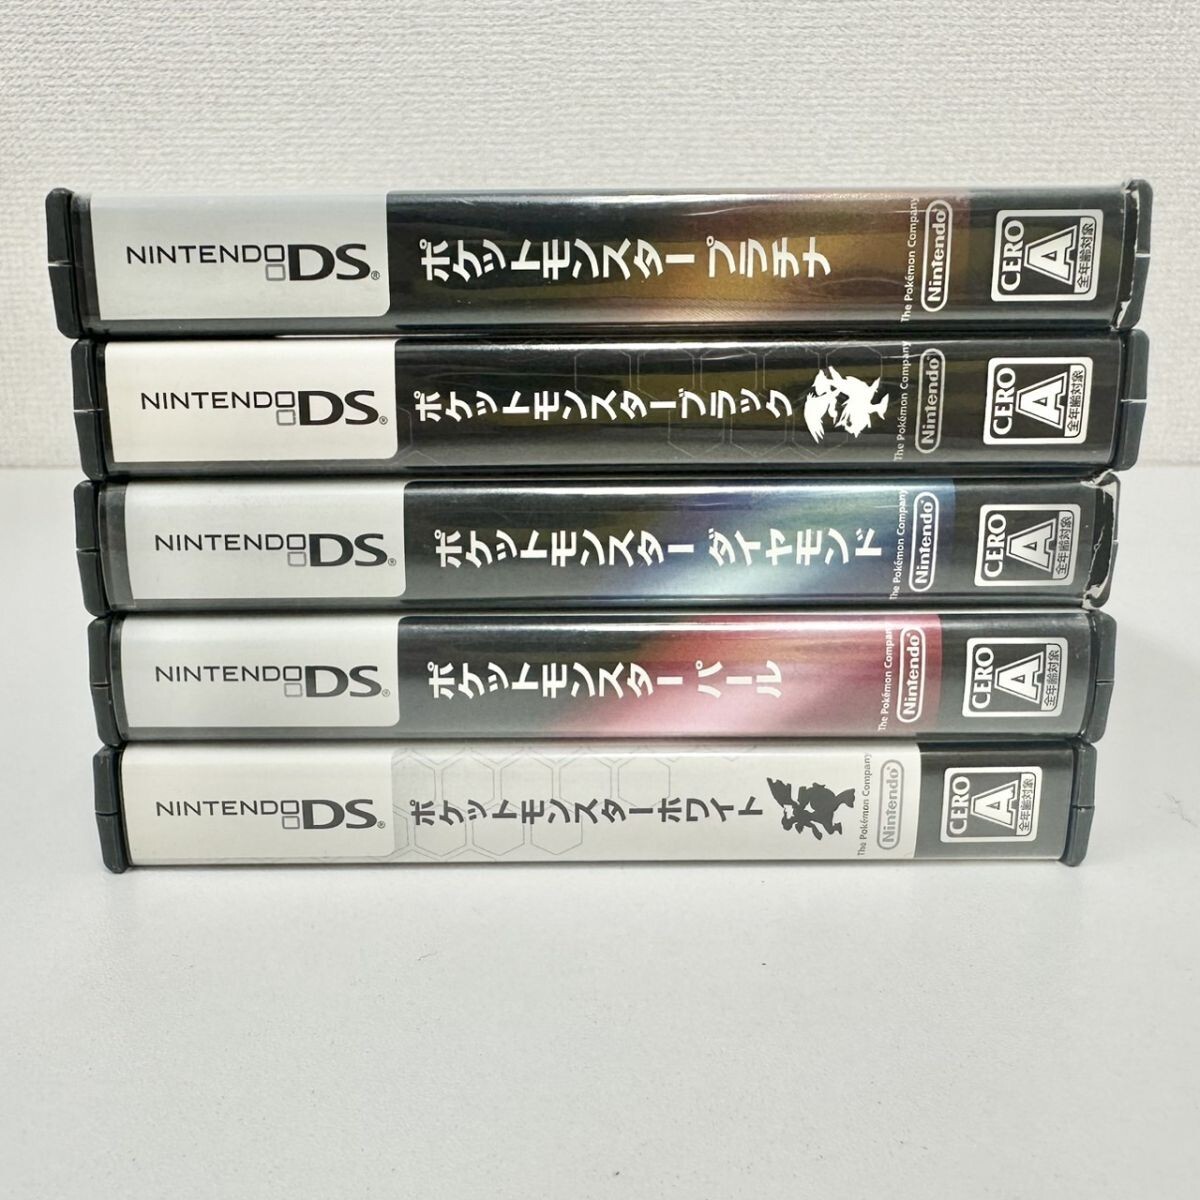 NINTENDO DS® ポケットモンスター プラチナ The Pokémon Company Nintendo® CERO A 全年齢対象
NINTENDO DS® ポケットモンスターブラック The Pokémon Company Nintendo® CERO A 全年齢対象
NINTENDO DS® ポケットモンスター ダイヤモンド The Pokémon Company Nintendo® CERO A 全年齢対象
NINTENDO DS® ポケットモンスター パール The Pokémon Company Nintendo® CERO A 全年齢対象
NINTENDO DS® ポケットモンスターホワイト The Pokémon Company Nintendo® CERO A 全年齢対象